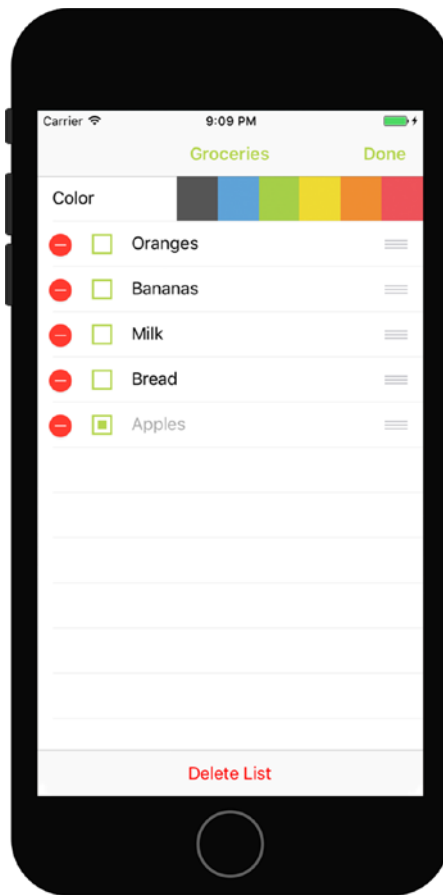 Carrier 9:09 PM
Groceries Done
Color
Oranges
Bananas
Milk
Bread
Apples
Delete List